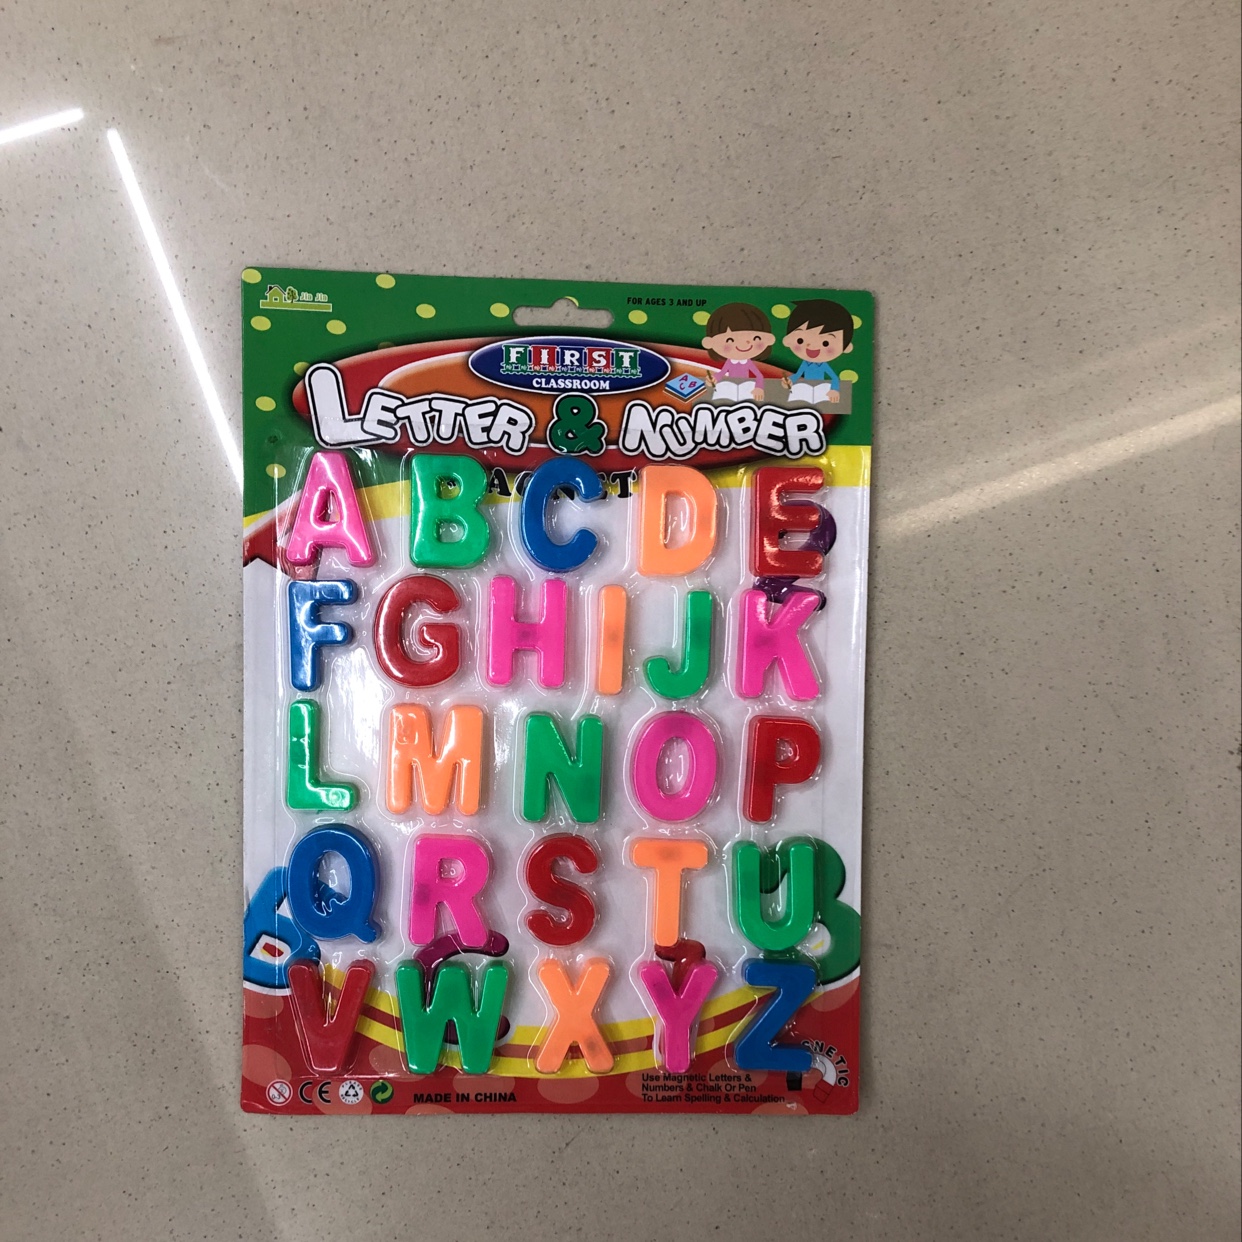 Jia Jia
FOR AGES 3 AND UP
FIRST
CLASSROOM
A
C B
LETTER & NUMBER
A B C D E
F G H I J K
L M N O P
Q R S T U
V W X Y Z
CE
MADE IN CHINA
Use Magnetic Letters &
Numbers & Chalk Or Pen
To Learn Spelling & Calculation